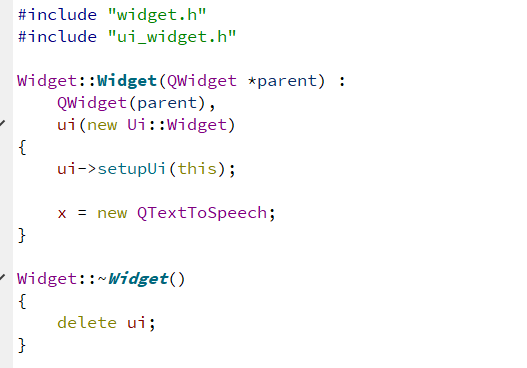 #include "widget.h"
#include "ui_widget.h"
Widget::Widget(QWidget *parent) :
QWidget(parent),
ui(new Ui::Widget)
{
ui->setupUi(this);
x = new QTextToSpeech;
}
Widget::~Widget()
{
delete ui;
}